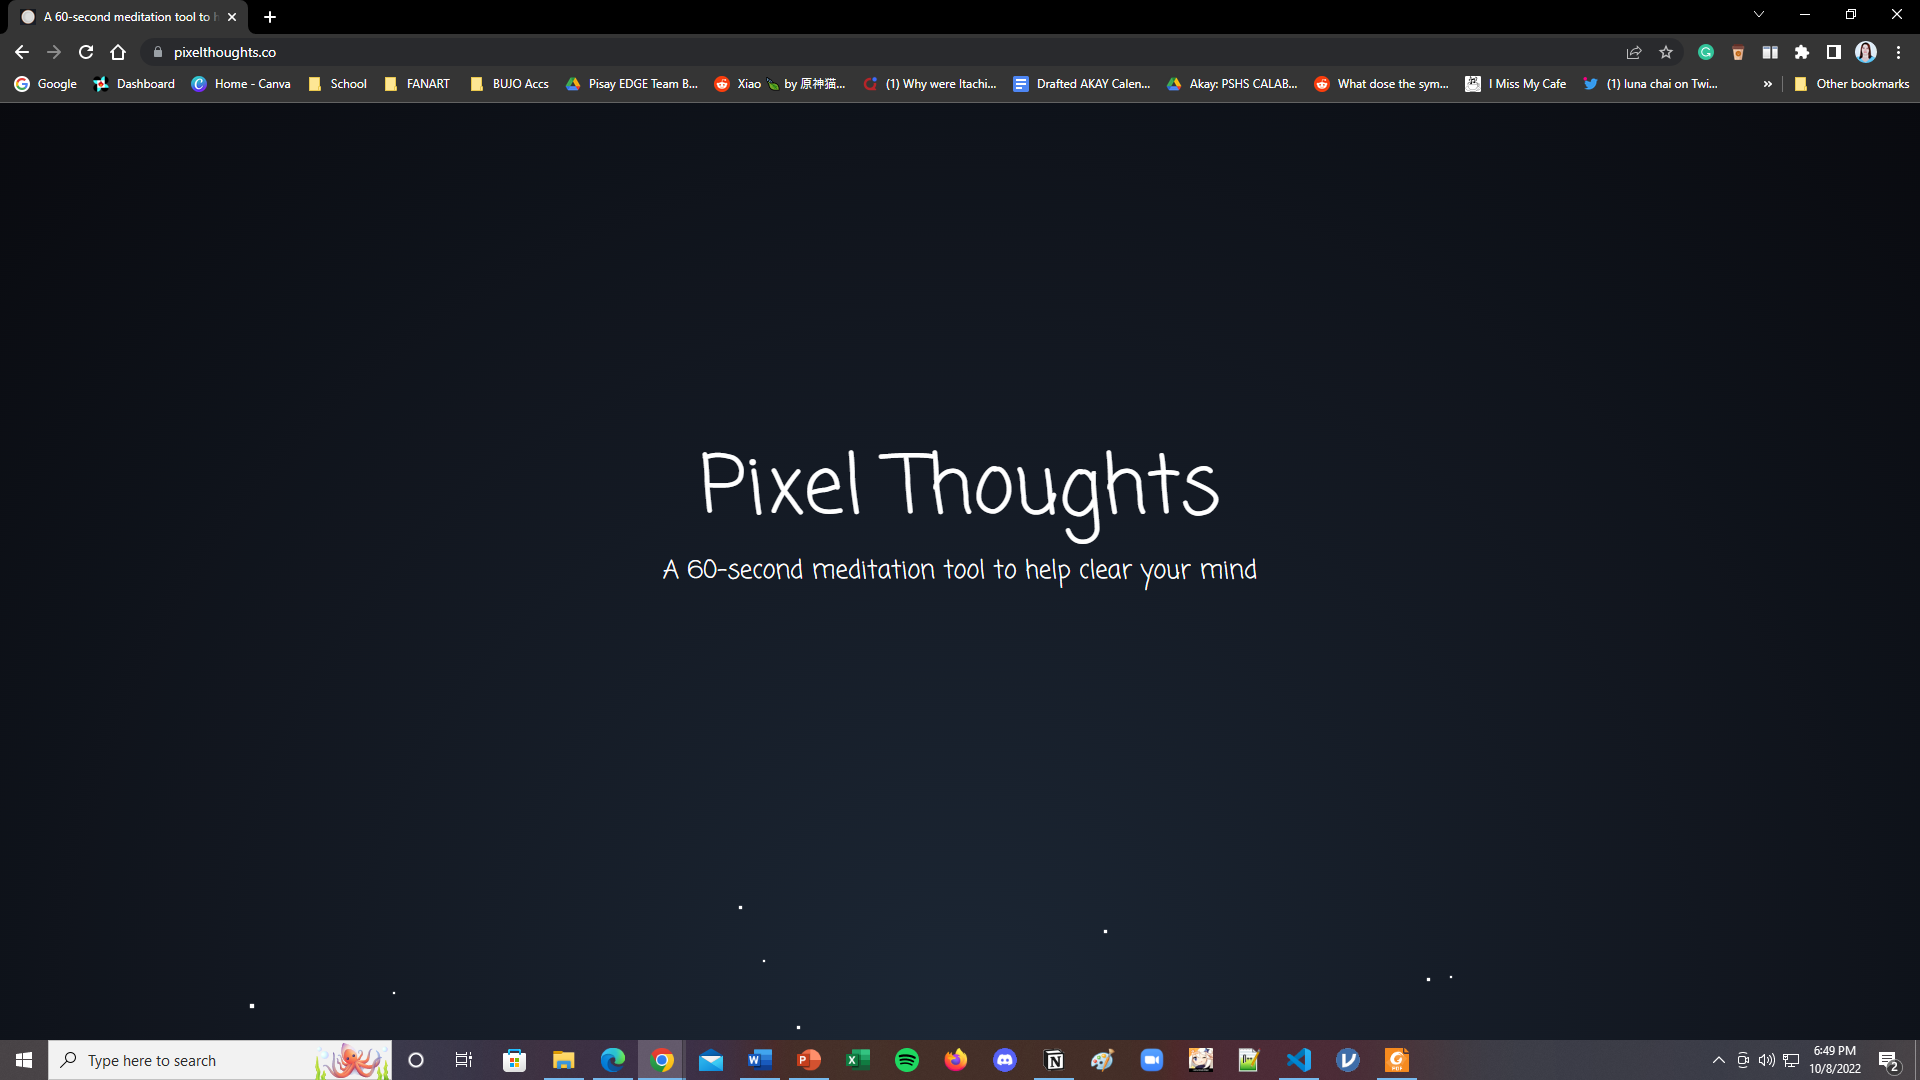 A 60-second meditation tool to h
pixelthoughts.co
Google
Dashboard
Home - Canva
School
FANART
BUJO Accs
Pisay EDGE Team B...
Xiao 🍃 by 原神猫...
(1) Why were Itachi...
Drafted AKAY Calen...
Akay: PSHS CALAB...
What dose the sym...
I Miss My Cafe
(1) luna chai on Twi...
Other bookmarks
Pixel Thoughts
A 60-second meditation tool to help clear your mind
Type here to search
6:49 PM
10/8/2022
2